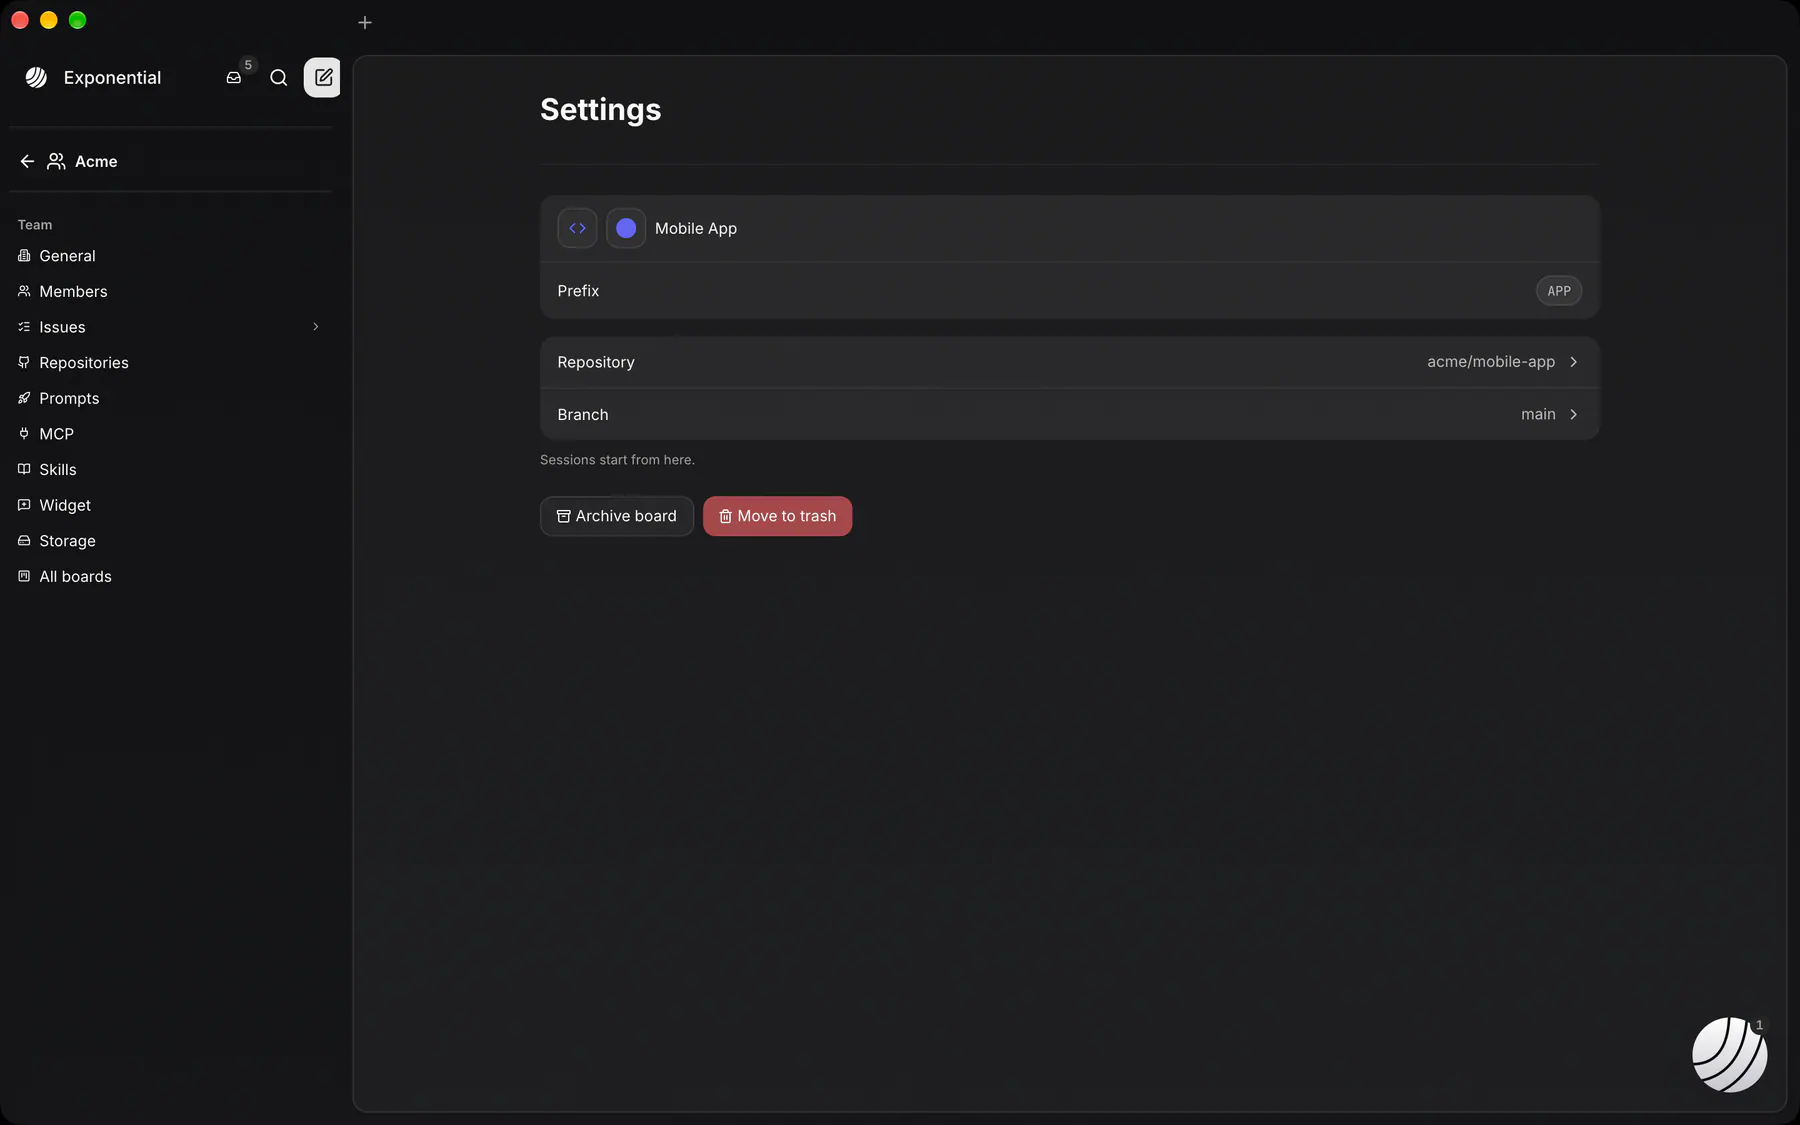 Exponential
5
Acme
Team
General
Members
Issues
Repositories
Prompts
MCP
Skills
Widget
Storage
All boards
Settings
Mobile App
Prefix
APP
Repository
acme/mobile-app
Branch
main
Sessions start from here.
Archive board
Move to trash
1